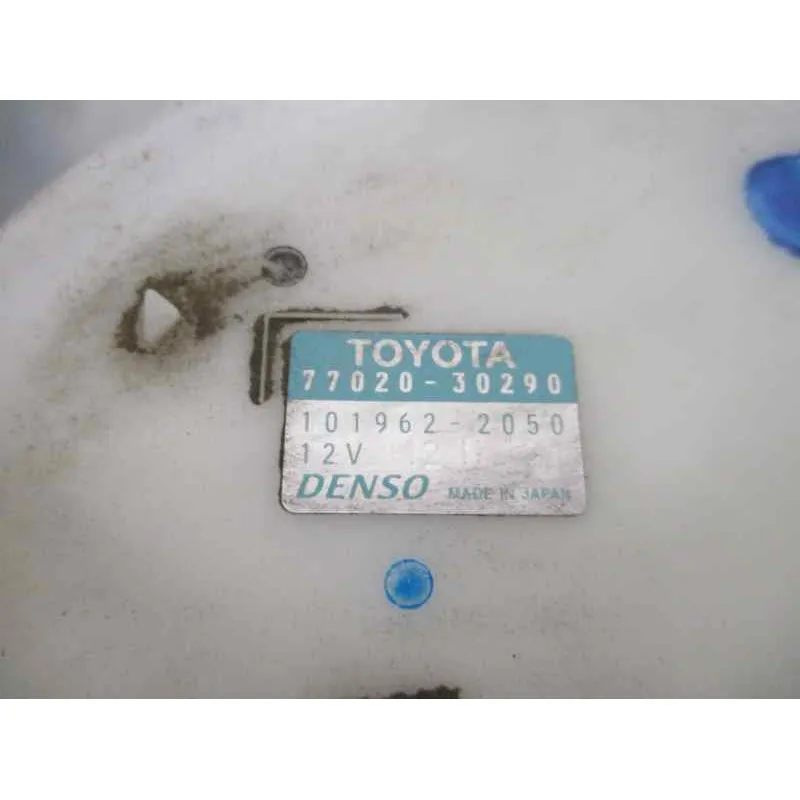 TOYOTA
77020-30290
101962-2050
12V
DENSO MADE IN JAPAN